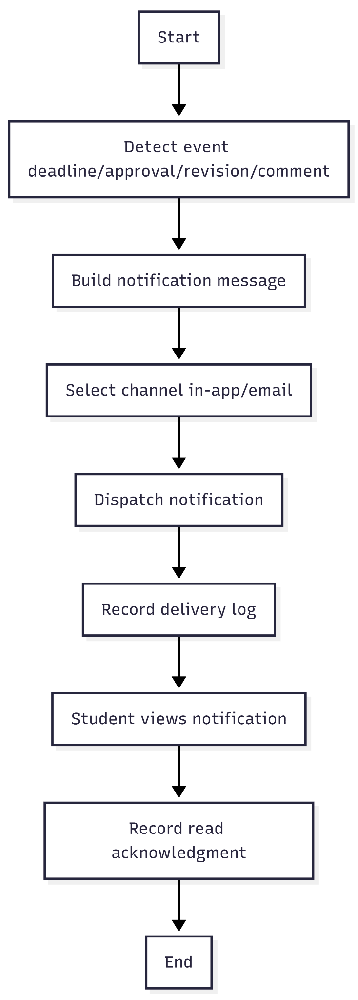 Start
Detect event
deadline/approval/revision/comment
Build notification message
Select channel in-app/email
Dispatch notification
Record delivery log
Student views notification
Record read
acknowledgment
End